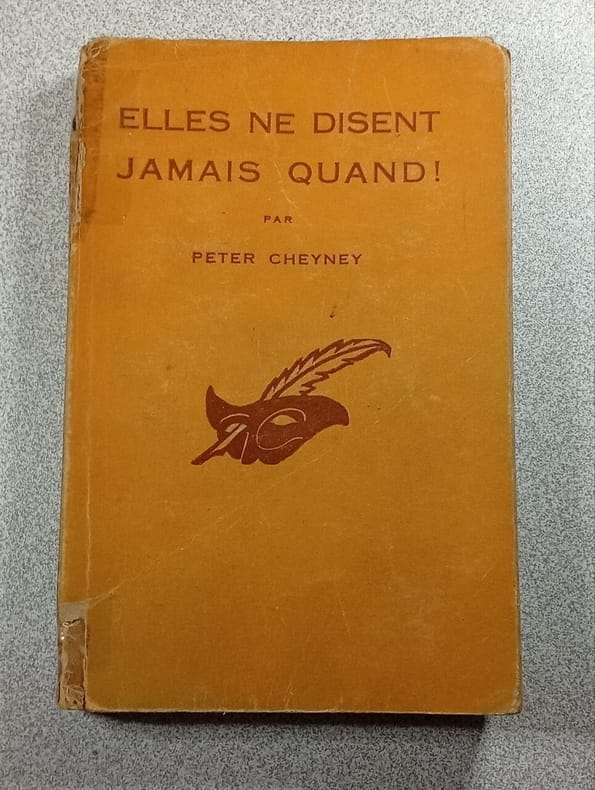 ELLES NE DISENT
JAMAIS QUAND!
PAR
PETER CHEYNEY